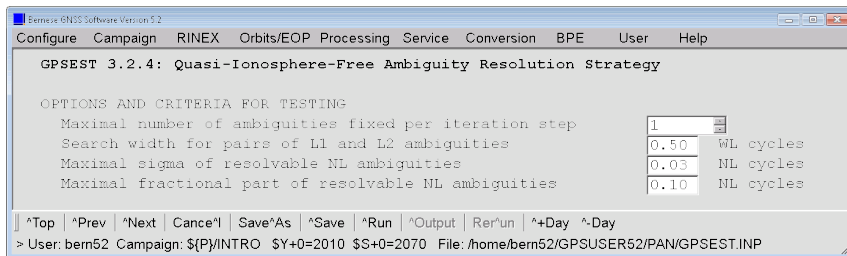 Bernese GNSS Software Version 5.2
Configure Campaign RINEX Orbits/EOP Processing Service Conversion BPE User Help
GPSEST 3.2.4: Quasi-Ionosphere-Free Ambiguity Resolution Strategy
OPTIONS AND CRITERIA FOR TESTING
Maximal number of ambiguities fixed per iteration step 1
Search width for pairs of L1 and L2 ambiguities 0.50 WL cycles
Maximal sigma of resolvable NL ambiguities 0.03 NL cycles
Maximal fractional part of resolvable NL ambiguities 0.10 NL cycles
^Top ^Prev ^Next Cance^l Save^As ^Save ^Run ^Output Rer^un ^+Day ^-Day
> User: bern52 Campaign: ${P}/INTRO $Y+0=2010 $S+0=2070 File: /home/bern52/GPSUSER52/PAN/GPSEST.INP